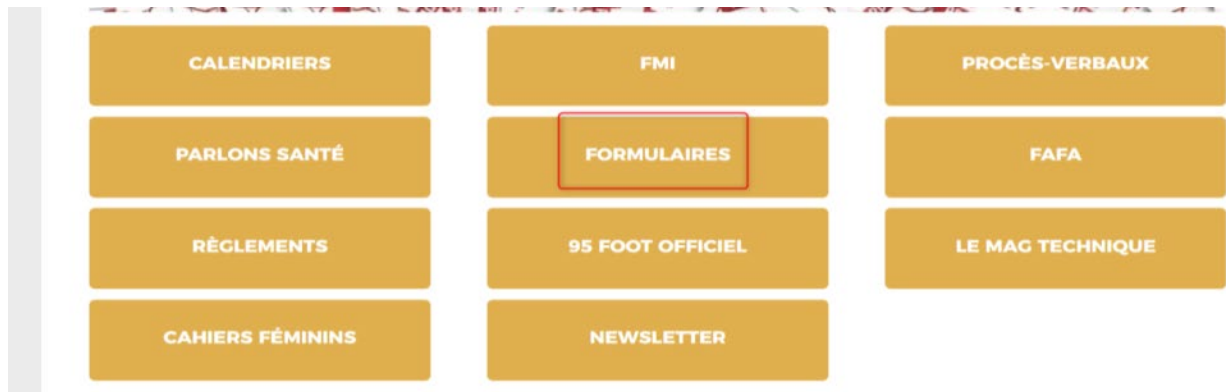 CALENDRIERS
FMI
PROCÈS-VERBAUX
PARLONS SANTÉ
FORMULAIRES
FAFA
RÈGLEMENTS
95 FOOT OFFICIEL
LE MAG TECHNIQUE
CAHIERS FÉMININS
NEWSLETTER